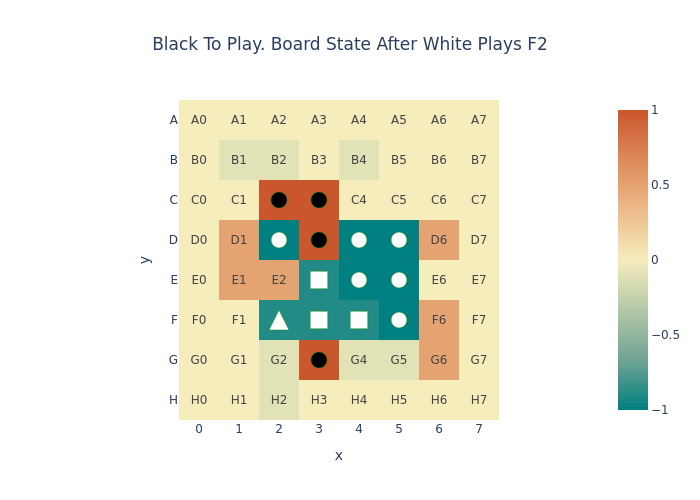 Black To Play. Board State After White Plays F2
A A0 A1 A2 A3 A4 A5 A6 A7
B B0 B1 B2 B3 B4 B5 B6 B7
C C0 C1 C4 C5 C6 C7
D D0 D1 D6 D7
E E0 E1 E2 E6 E7
F F0 F1 F6 F7
G G0 G1 G2 G4 G5 G6 G7
H H0 H1 H2 H3 H4 H5 H6 H7
0 1 2 3 4 5 6 7
x
y
1
0.5
0
−0.5
−1